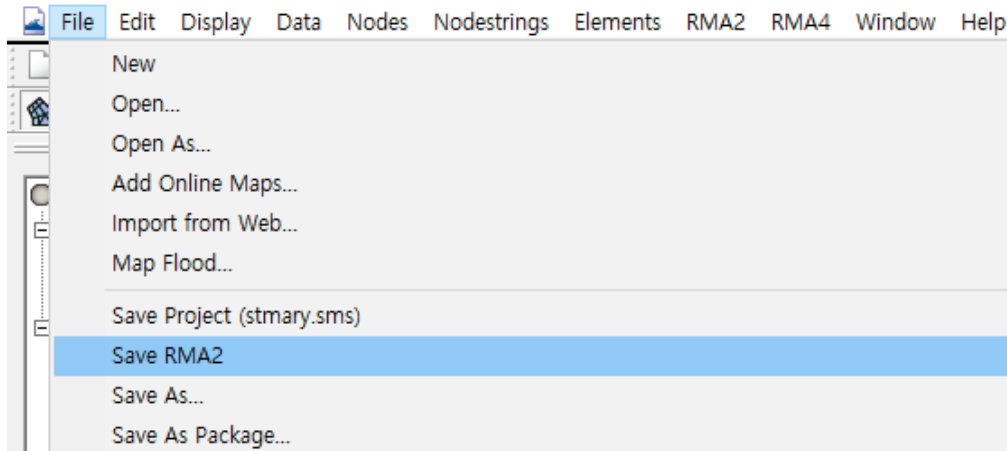 File Edit Display Data Nodes Nodestrings Elements RMA2 RMA4 Window Help
New
Open...
Open As...
Add Online Maps...
Import from Web...
Map Flood...
Save Project (stmary.sms)
Save RMA2
Save As...
Save As Package...